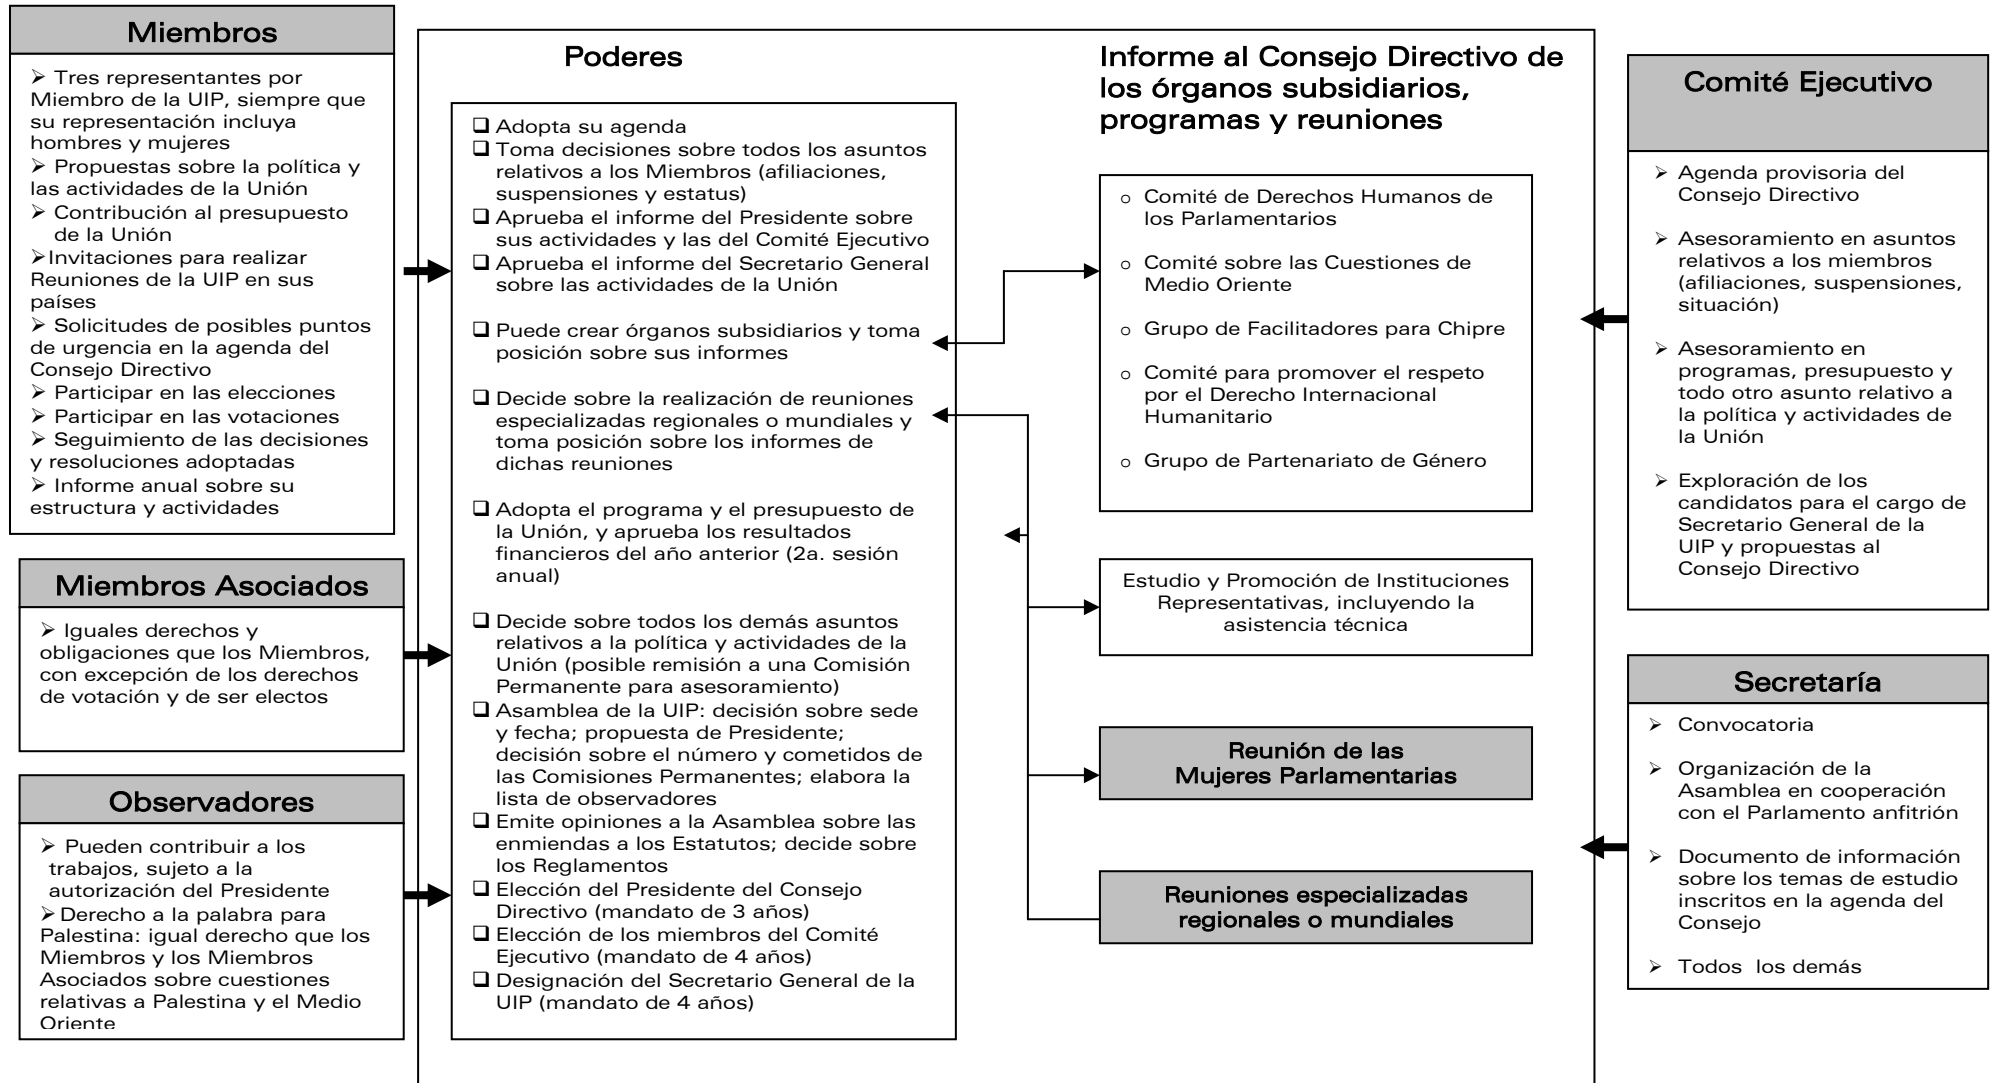 Miembros
➢ Tres representantes por
Miembro de la UIP, siempre que
su representación incluya
hombres y mujeres
➢ Propuestas sobre la política y
las actividades de la Unión
➢ Contribución al presupuesto
de la Unión
➢Invitaciones para realizar
Reuniones de la UIP en sus
países
➢ Solicitudes de posibles puntos
de urgencia en la agenda del
Consejo Directivo
➢ Participar en las elecciones
➢ Participar en las votaciones
➢ Seguimiento de las decisiones
y resoluciones adoptadas
➢ Informe anual sobre su
estructura y actividades
Miembros Asociados
➢ Iguales derechos y
obligaciones que los Miembros,
con excepción de los derechos
de votación y de ser electos
Observadores
➢ Pueden contribuir a los
trabajos, sujeto a la
autorización del Presidente
➢Derecho a la palabra para
Palestina: igual derecho que los
Miembros y los Miembros
Asociados sobre cuestiones
relativas a Palestina y el Medio
Oriente
Poderes
❑ Adopta su agenda
❑ Toma decisiones sobre todos los asuntos
relativos a los Miembros (afiliaciones,
suspensiones y estatus)
❑ Aprueba el informe del Presidente sobre
sus actividades y las del Comité Ejecutivo
❑ Aprueba el informe del Secretario General
sobre las actividades de la Unión
❑ Puede crear órganos subsidiarios y toma
posición sobre sus informes
❑ Decide sobre la realización de reuniones
especializadas regionales o mundiales y
toma posición sobre los informes de
dichas reuniones
❑ Adopta el programa y el presupuesto de
la Unión, y aprueba los resultados
financieros del año anterior (2a. sesión
anual)
❑ Decide sobre todos los demás asuntos
relativos a la política y actividades de la
Unión (posible remisión a una Comisión
Permanente para asesoramiento)
❑ Asamblea de la UIP: decisión sobre sede
y fecha; propuesta de Presidente;
decisión sobre el número y cometidos de
las Comisiones Permanentes; elabora la
lista de observadores
❑ Emite opiniones a la Asamblea sobre las
enmiendas a los Estatutos; decide sobre
los Reglamentos
❑ Elección del Presidente del Consejo
Directivo (mandato de 3 años)
❑ Elección de los miembros del Comité
Ejecutivo (mandato de 4 años)
❑ Designación del Secretario General de la
UIP (mandato de 4 años)
Informe al Consejo Directivo de
los órganos subsidiarios,
programas y reuniones
o Comité de Derechos Humanos de
los Parlamentarios
o Comité sobre las Cuestiones de
Medio Oriente
o Grupo de Facilitadores para Chipre
o Comité para promover el respeto
por el Derecho Internacional
Humanitario
o Grupo de Partenariato de Género
Estudio y Promoción de Instituciones
Representativas, incluyendo la
asistencia técnica
Reunión de las
Mujeres Parlamentarias
Reuniones especializadas
regionales o mundiales
Comité Ejecutivo
➢ Agenda provisoria del
Consejo Directivo
➢ Asesoramiento en asuntos
relativos a los miembros
(afiliaciones, suspensiones,
situación)
➢ Asesoramiento en
programas, presupuesto y
todo otro asunto relativo a
la política y actividades de
la Unión
➢ Exploración de los
candidatos para el cargo de
Secretario General de la
UIP y propuestas al
Consejo Directivo
Secretaría
➢ Convocatoria
➢ Organización de la
Asamblea en cooperación
con el Parlamento anfitrión
➢ Documento de información
sobre los temas de estudio
inscritos en la agenda del
Consejo
➢ Todos los demás